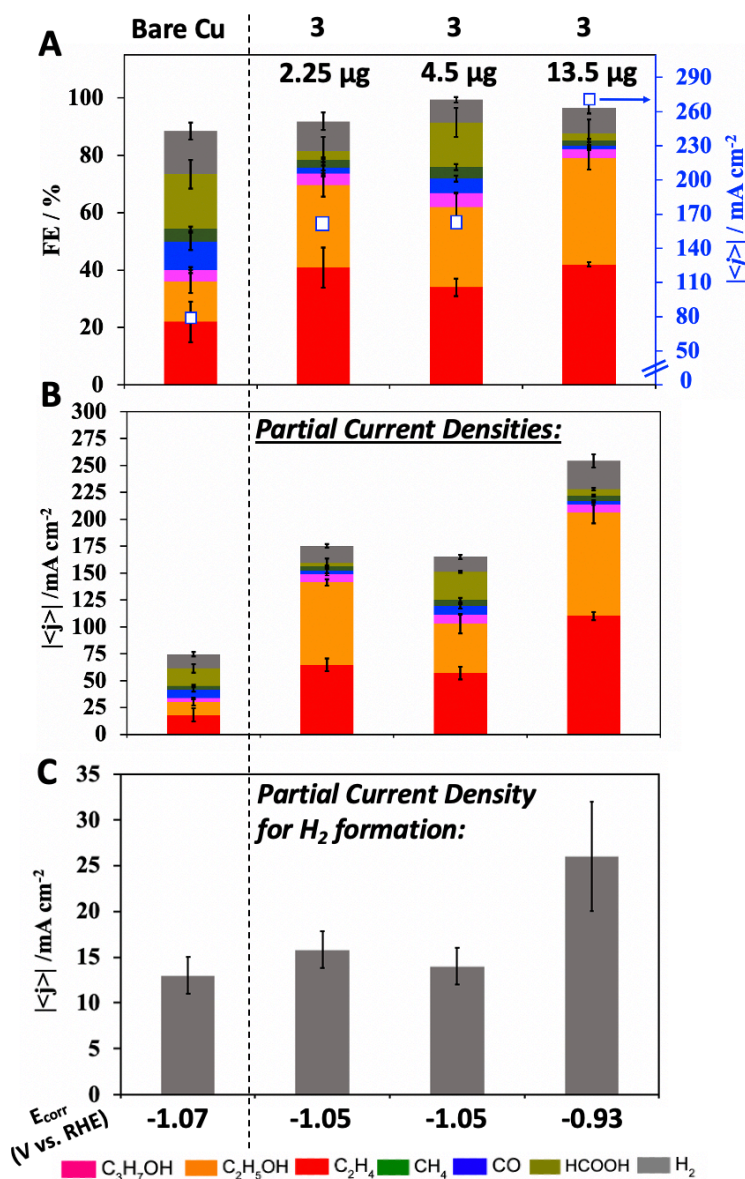 Bare Cu 3 3 3
A
2.25 µg 4.5 µg 13.5 µg
FE / %
100
80
60
40
20
0
290
260
230
200
170
140
110
80
50
0
|<j>| / mA cm-2
B
Partial Current Densities:
|<j>| /mA cm-2
300
275
250
225
200
175
150
125
100
75
50
25
0
C
Partial Current Density
for H2 formation:
|<j>| /mA cm-2
35
30
25
20
15
10
5
0
Ecorr
(V vs. RHE)
-1.07 -1.05 -1.05 -0.93
C3H7OH C2H5OH C2H4 CH4 CO HCOOH H2